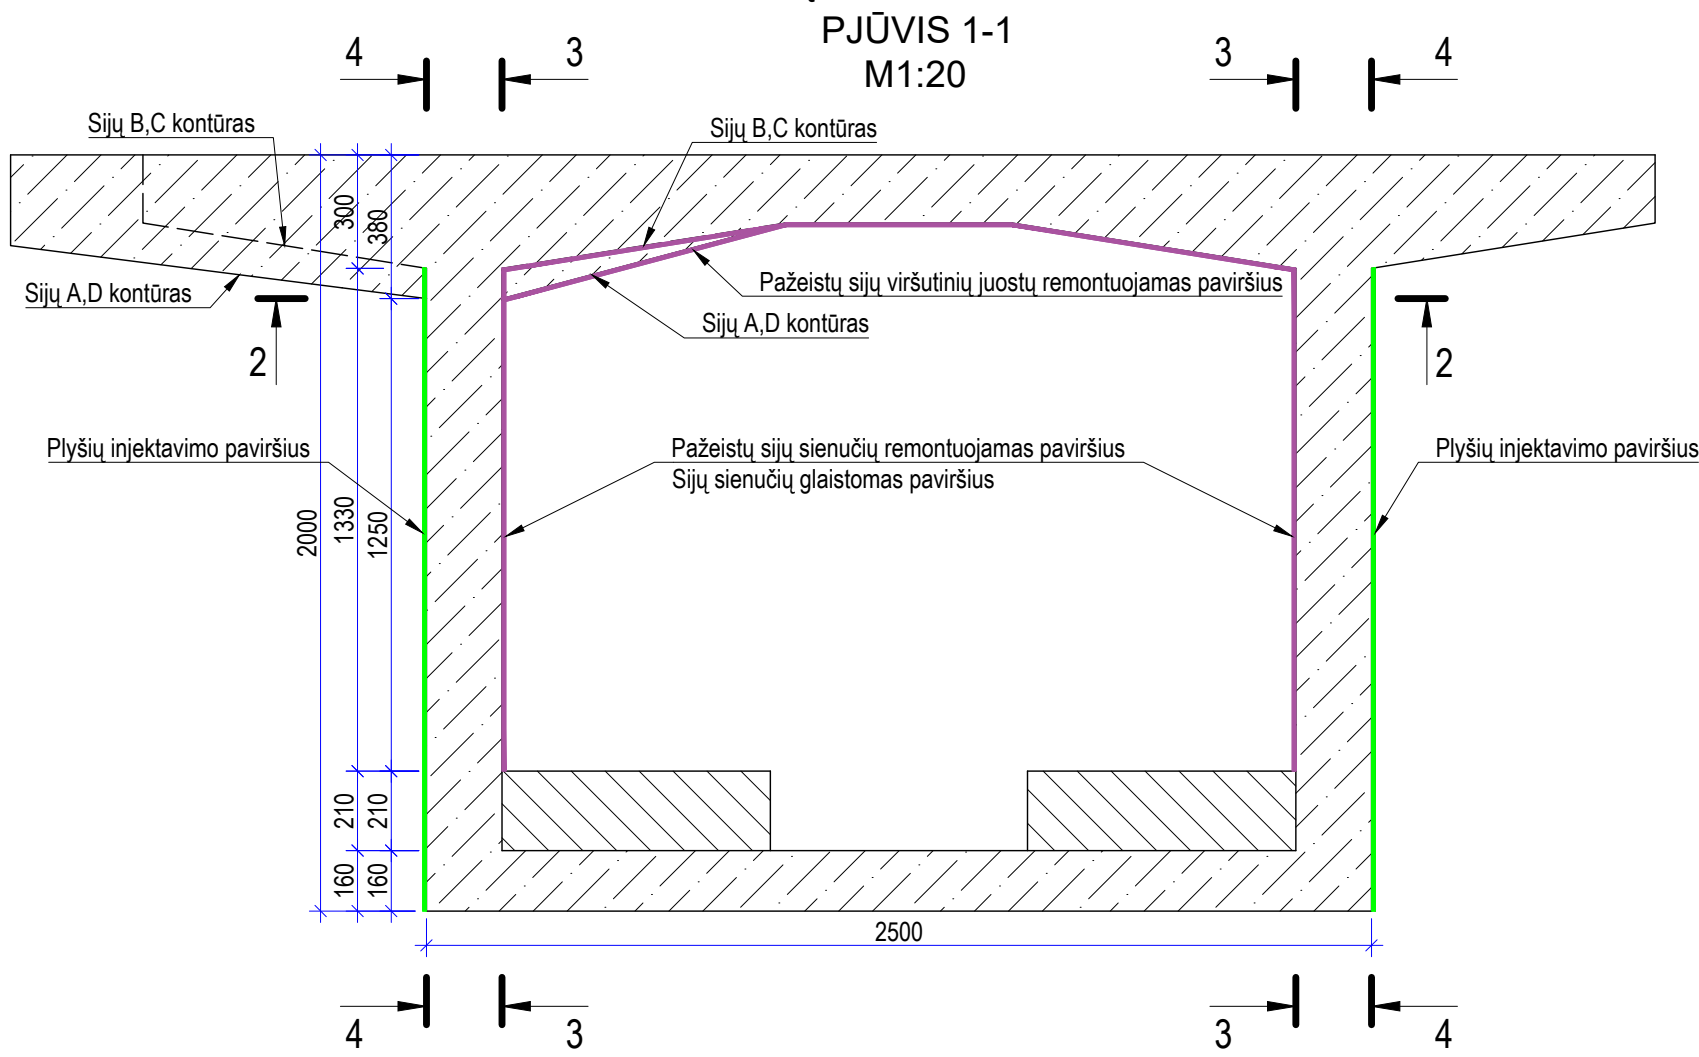 PJŪVIS 1-1
M1:20
4
3
3
4
Sijų B,C kontūras
Sijų B,C kontūras
300
380
Pažeistų sijų viršutinių juostų remontuojamas paviršius
Sijų A,D kontūras
Sijų A,D kontūras
2
2
Plyšių injektavimo paviršius
Pažeistų sijų sienučių remontuojamas paviršius
Sijų sienučių glaistomas paviršius
Plyšių injektavimo paviršius
2000
1330
1250
210
210
160
160
2500
4
3
3
4